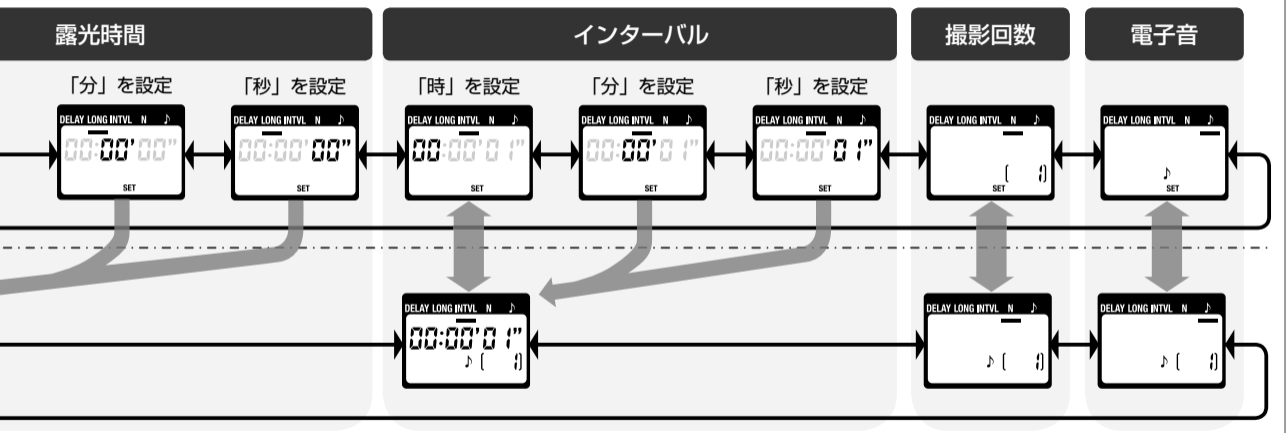 露光時間
インターバル
撮影回数
電子音
「分」を設定
「秒」を設定
「時」を設定
「分」を設定
「秒」を設定
DELAY LONG INTVL N ♪
00:00'00"
SET
DELAY LONG INTVL N ♪
00:00'00"
SET
DELAY LONG INTVL N ♪
00:00'01"
SET
DELAY LONG INTVL N ♪
00:00'01"
SET
DELAY LONG INTVL N ♪
00:00'01"
SET
DELAY LONG INTVL N ♪
[ 1]
SET
DELAY LONG INTVL N ♪
♪
SET
DELAY LONG INTVL N ♪
00:00'01"
♪ [ 1]
DELAY LONG INTVL N ♪
♪ [ 1]
DELAY LONG INTVL N ♪
♪ [ 1]